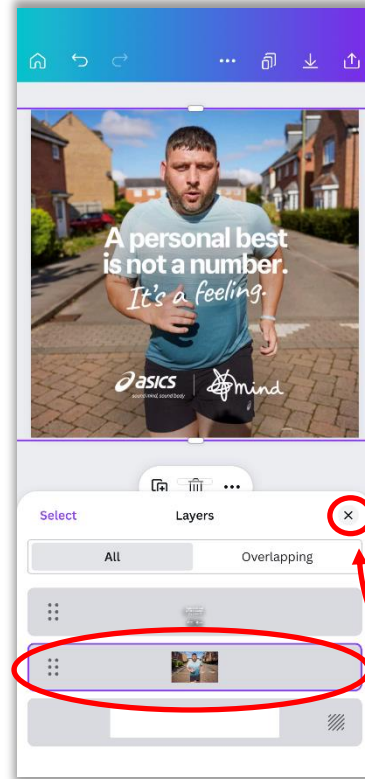 A personal best
is not a number.
It's a feeling.
asics
sound mind, sound body
mind
Select
Layers
All
Overlapping